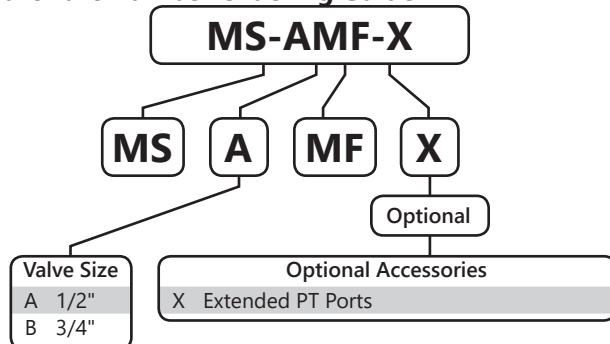 MS-AMF-X
MS A MF X
Optional
Valve Size
A 1/2"
B 3/4"
Optional Accessories
X Extended PT Ports